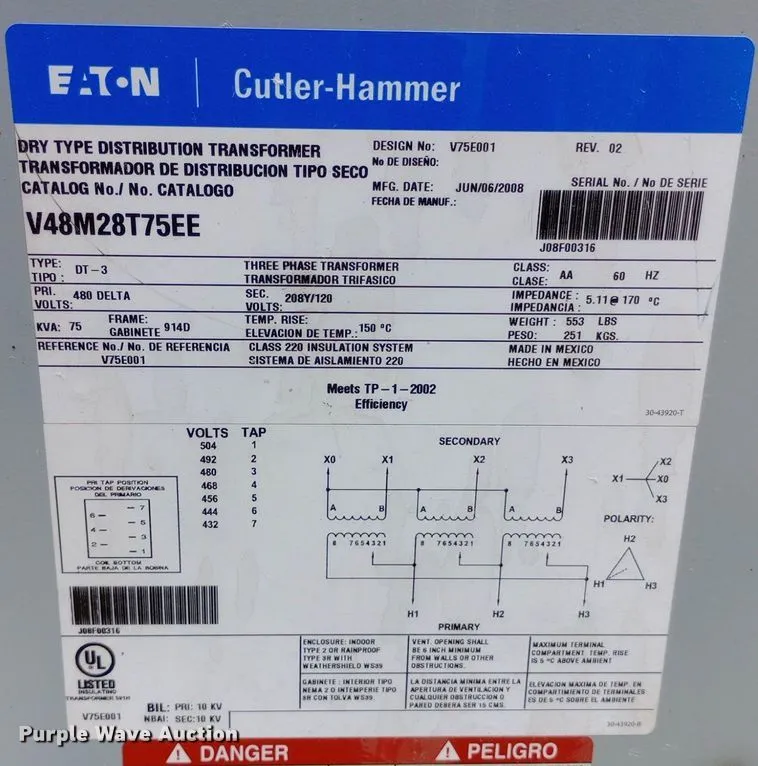 EATON | Cutler-Hammer
DRY TYPE DISTRIBUTION TRANSFORMER
TRANSFORMADOR DE DISTRIBUCION TIPO SECO
CATALOG No./ No. CATALOGO
V48M28T75EE
DESIGN No: V75E001 REV. 02
No DE DISEÑO:
MFG. DATE: JUN/06/2008
FECHA DE MANUF.:
SERIAL No. / No DE SERIE
J08F00316
TYPE: DT-3
TIPO :
THREE PHASE TRANSFORMER
TRANSFORMADOR TRIFASICO
CLASS: AA 60 HZ
CLASE:
PRI. 480 DELTA
VOLTS:
SEC. 208Y/120
VOLTS:
IMPEDANCE : 5.11@ 170 °C
IMPEDANCIA :
KVA: 75
FRAME:
GABINETE 914D
TEMP. RISE:
ELEVACION DE TEMP.: 150 °C
WEIGHT : 553 LBS
PESO: 251 KGS.
REFERENCE No./ No. DE REFERENCIA
V75E001
CLASS 220 INSULATION SYSTEM
SISTEMA DE AISLAMIENTO 220
MADE IN MEXICO
HECHO EN MEXICO
Meets TP-1-2002
Efficiency
30-43920-T
VOLTS TAP
504 1
492 2
480 3
468 4
456 5
444 6
432 7
PRI TAP POSITION
POSICION DE DERIVACIONES
DEL PRIMARIO
7
6
5
4
3
2
1
COIL BOTTOM
PARTE BAJA DE LA BOBINA
SECONDARY
X0 X1 X2 X3
A B A B A B
8 7654321 8 7654321 8 7654321
H1 H2 H3
PRIMARY
X2
X1 X0
X3
POLARITY:
H2
H1 H3
J08F00316
UL
LISTED
INSULATING
V75E001
BIL: PRI: 10 KV
NBAI: SEC:10 KV
ENCLOSURE: INDOOR
TYPE 2 OR RAINPROOF
TYPE 3R WITH
WEATHERSHIELD WS39
GABINETE : INTERIOR TIPO
NEMA 2 O INTEMPERIE TIPO
3R CON TOLVA WS39.
VENT. OPENING SHALL
BE 6 INCH MINIMUM
FROM WALLS OR OTHER
OBSTRUCTIONS.
LA DISTANCIA MINIMA ENTRE LA
APERTURA DE VENTILACION Y
CUALQUIER OBSTRUCCION O
PARED DEBERA SER 15 CMS.
MAXIMUM TERMINAL
COMPARTMENT TEMP. RISE
IS 5 °C ABOVE AMBIENT
ELEVACION MAXIMA DE TEMP. EN
COMPARTIMIENTO DE TERMINALES
ES DE 5 °C SOBRE EL AMBIENTE
30-43920-B
Purple Wave Auction
DANGER
PELIGRO